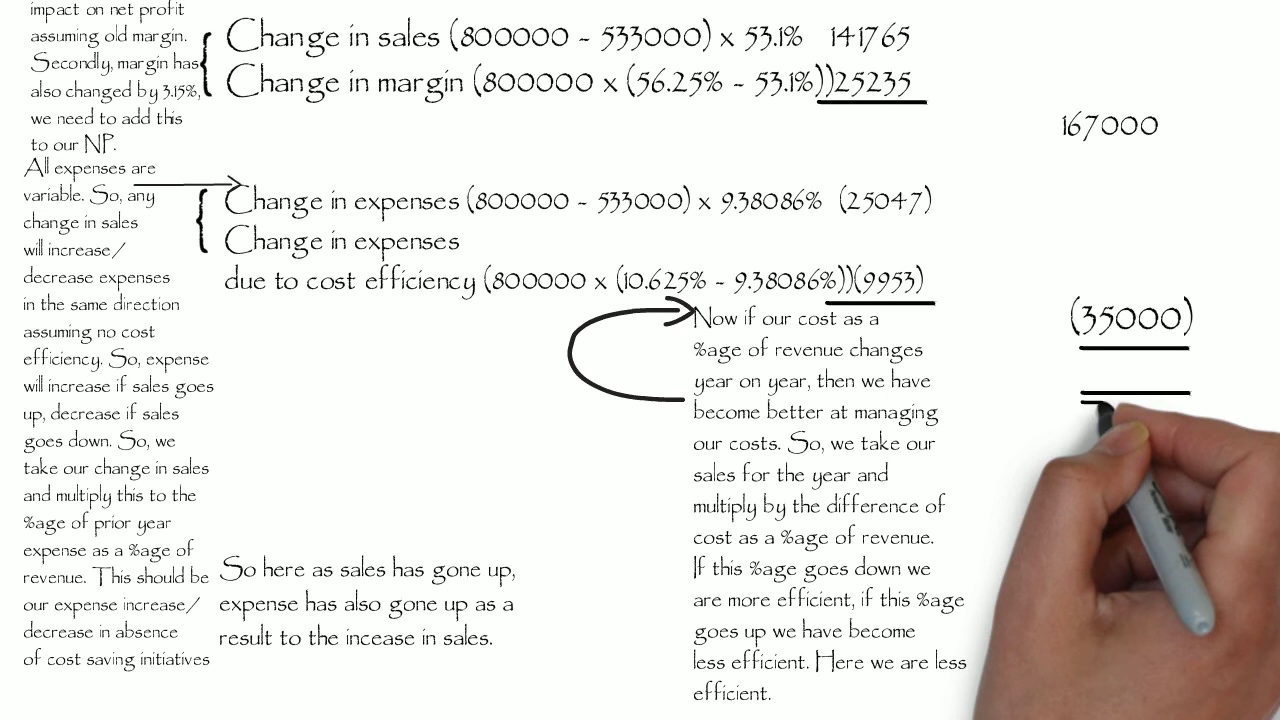 impact on net profit
assuming old margin.
Secondly, margin has
also changed by 3.15%,
we need to add this
to our NP.
Change in sales (800000 - 533000) x 53.1% 141765
Change in margin (800000 x (56.25% - 53.1%))25235
167000
All expenses are
variable. So, any
change in sales
will increase/
decrease expenses
in the same direction
assuming no cost
efficiency. So, expense
will increase if sales goes
up, decrease if sales
goes down. So, we
take our change in sales
and multiply this to the
%age of prior year
expense as a %age of
revenue. This should be
our expense increase/
decrease in absence
of cost saving initiatives
Change in expenses (800000 - 533000) x 9.38086% (25047)
Change in expenses
due to cost efficiency (800000 x (10.625% - 9.38086%))(9953)
(35000)
Now if our cost as a
%age of revenue changes
year on year, then we have
become better at managing
our costs. So, we take our
sales for the year and
multiply by the difference of
cost as a %age of revenue.
If this %age goes down we
are more efficient, if this %age
goes up we have become
less efficient. Here we are less
efficient.
So here as sales has gone up,
expense has also gone up as a
result to the incease in sales.